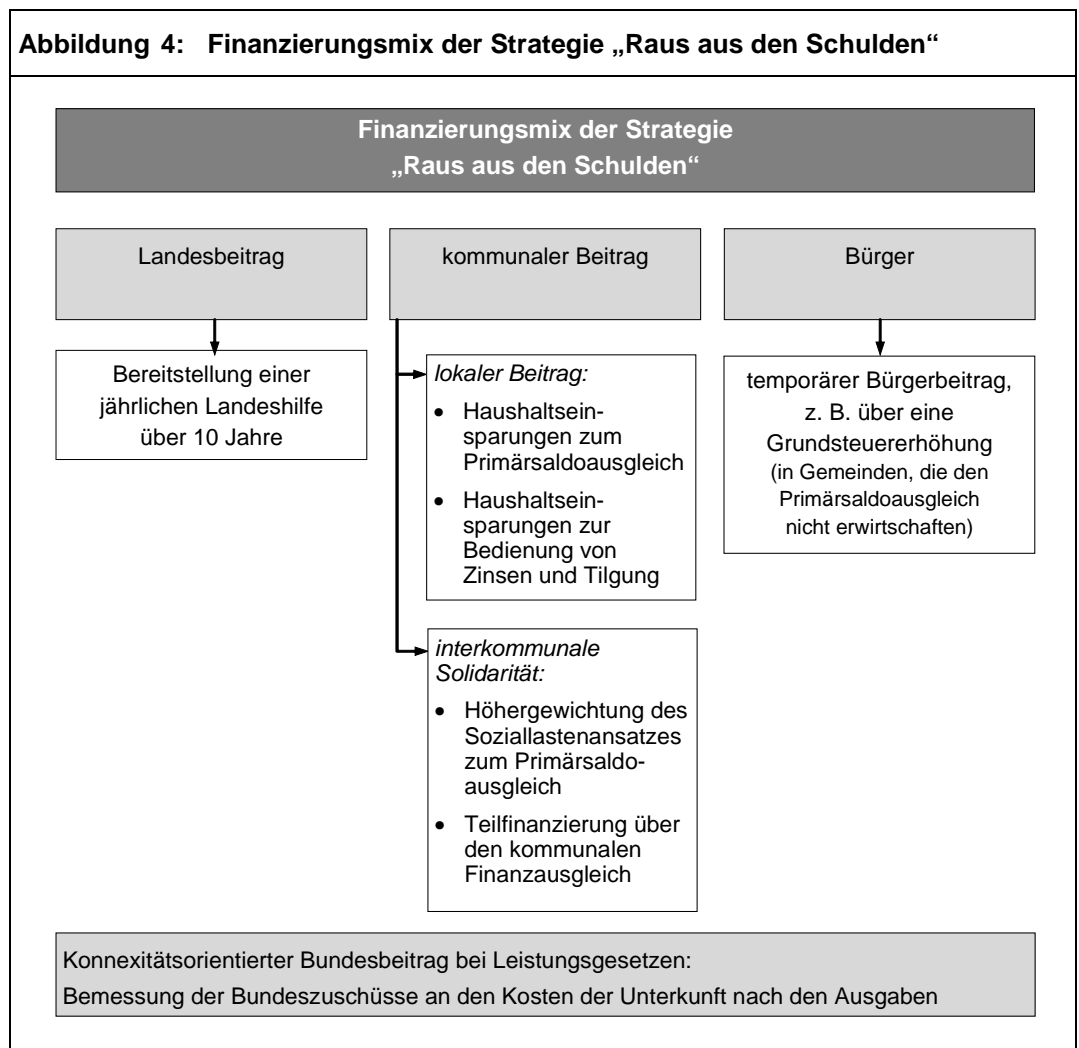 Abbildung 4: Finanzierungsmix der Strategie „Raus aus den Schulden“
Finanzierungsmix der Strategie
„Raus aus den Schulden“
Landesbeitrag
Bereitstellung einer
jährlichen Landeshilfe
über 10 Jahre
kommunaler Beitrag
lokaler Beitrag:
• Haushaltsein-
sparungen zum
Primärsaldoausgleich
• Haushaltsein-
sparungen zur
Bedienung von
Zinsen und Tilgung
interkommunale
Solidarität:
• Höhergewichtung des
Soziallastenansatzes
zum Primärsaldo-
ausgleich
• Teilfinanzierung über
den kommunalen
Finanzausgleich
Bürger
temporärer Bürgerbeitrag,
z. B. über eine
Grundsteuererhöhung
(in Gemeinden, die den
Primärsaldoausgleich
nicht erwirtschaften)
Konnexitätsorientierter Bundesbeitrag bei Leistungsgesetzen:
Bemessung der Bundeszuschüsse an den Kosten der Unterkunft nach den Ausgaben